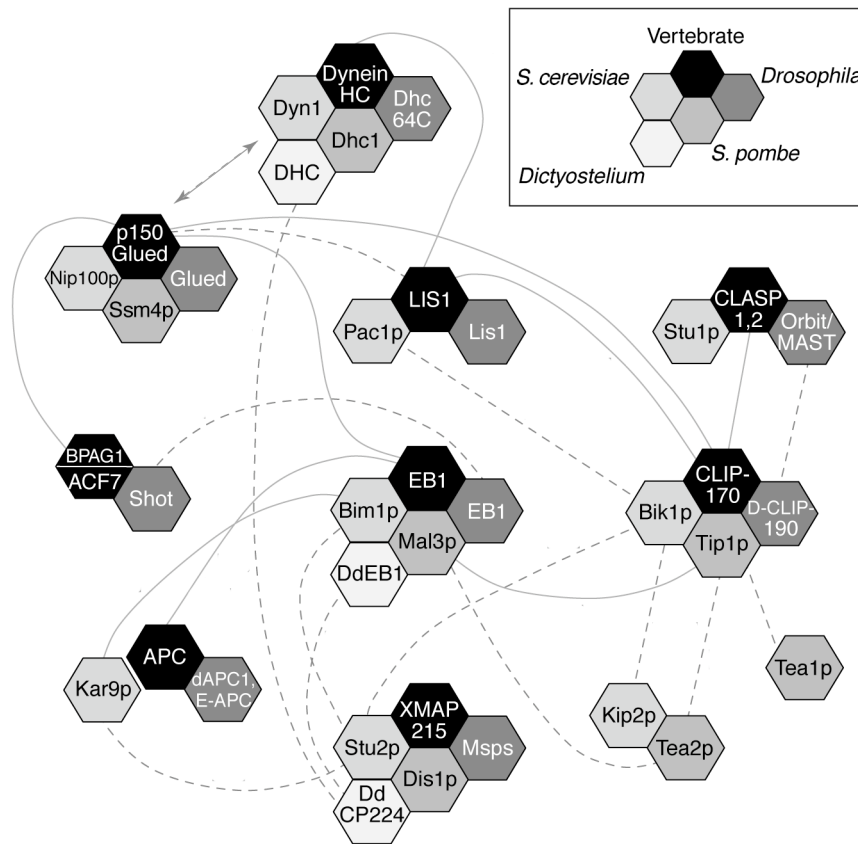 Vertebrate
S. cerevisiae
Drosophila
S. pombe
Dictyostelium
Dynein
HC
Dyn1
Dhc
64C
Dhc1
DHC
p150
Glued
Nip100p
Glued
Ssm4p
LIS1
Pac1p
Lis1
CLASP
1,2
Stu1p
Orbit/
MAST
BPAG1
ACF7
Shot
EB1
Bim1p
EB1
Mal3p
DdEB1
CLIP-
170
Bik1p
D-CLIP-
190
Tip1p
APC
Kar9p
dAPC1,
E-APC
Tea1p
XMAP
215
Stu2p
Msps
Dis1p
Dd
CP224
Kip2p
Tea2p